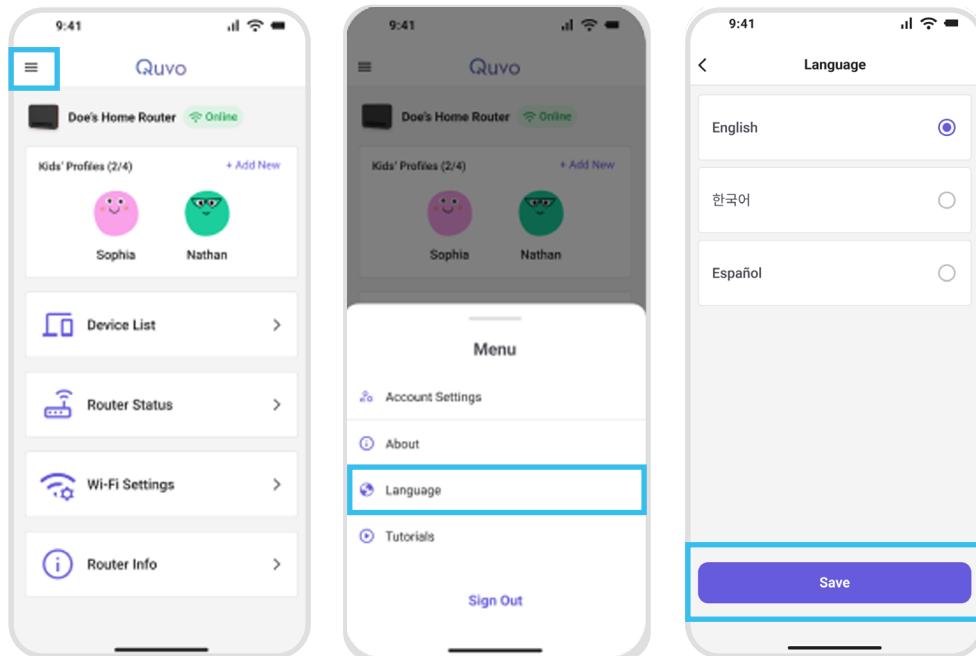 9:41
Quvo
Doe's Home Router Online
Kids' Profiles (2/4) + Add New
Sophia Nathan
Device List
Router Status
Wi-Fi Settings
Router Info
9:41
Quvo
Doe's Home Router Online
Kids' Profiles (2/4) + Add New
Sophia Nathan
Menu
Account Settings
About
Language
Tutorials
Sign Out
9:41
Language
English
한국어
Español
Save